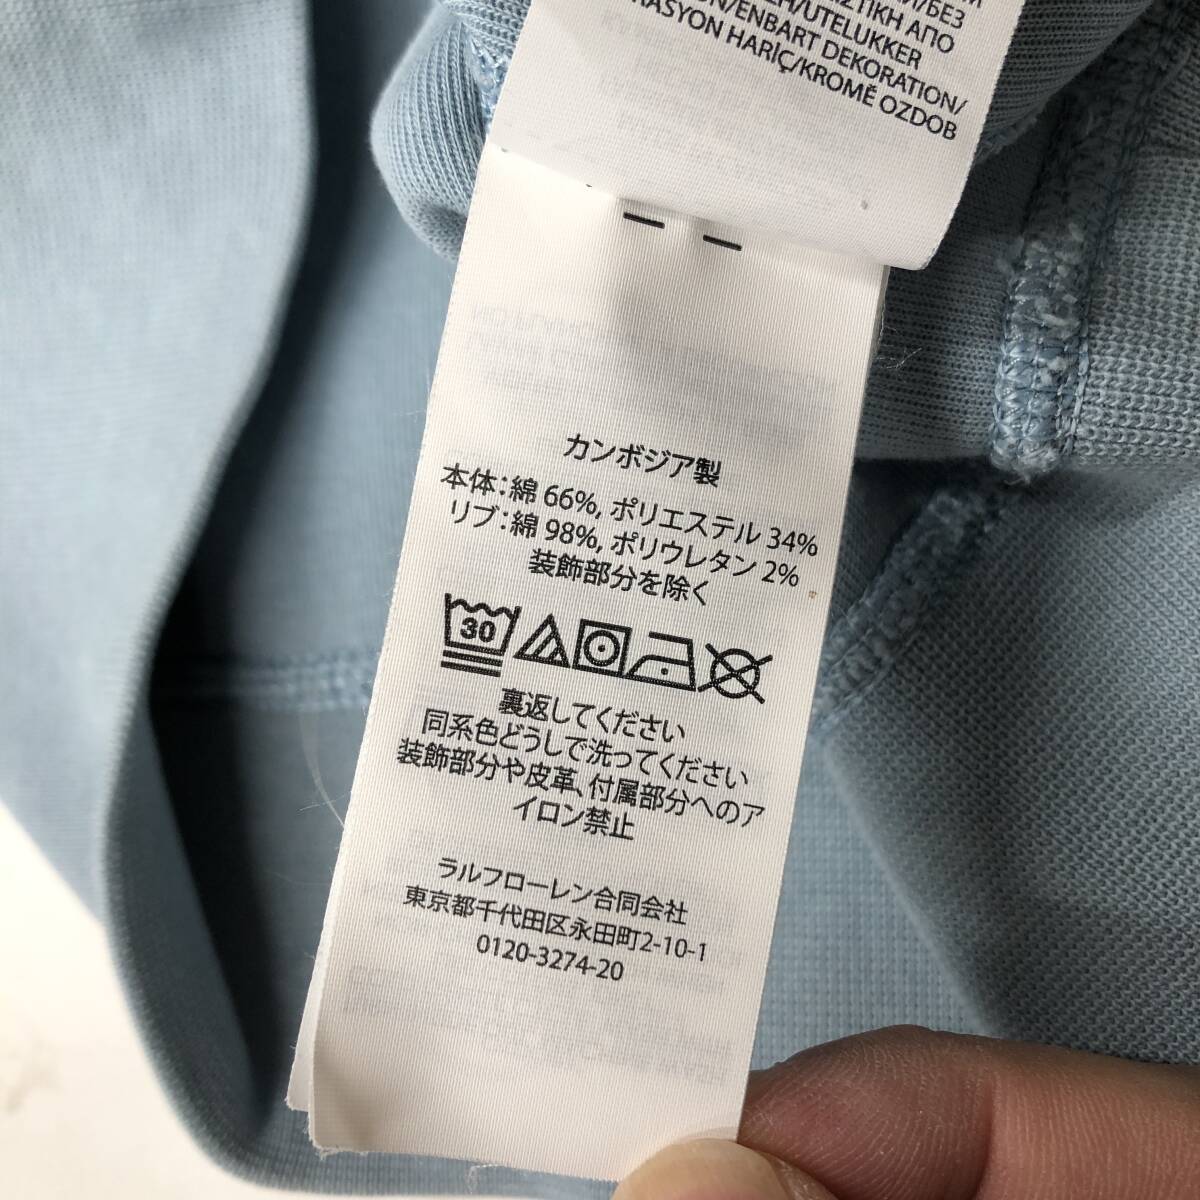 И/БЕЗ
ΙΣΤΙΚΗ ΑΠΟ
H/UTELUKKER
ON/ENBART DEKORATION/
RASYON HARİÇ/KROMĚ OZDOB
カンボジア製
本体：綿 66%, ポリエステル 34%
リブ：綿 98%, ポリウレタン 2%
装飾部分を除く
30
裏返してください
同系色どうしで洗ってください
装飾部分や皮革、付属部分へのア
イロン禁止
ラルフローレン合同会社
東京都千代田区永田町2-10-1
0120-3274-20